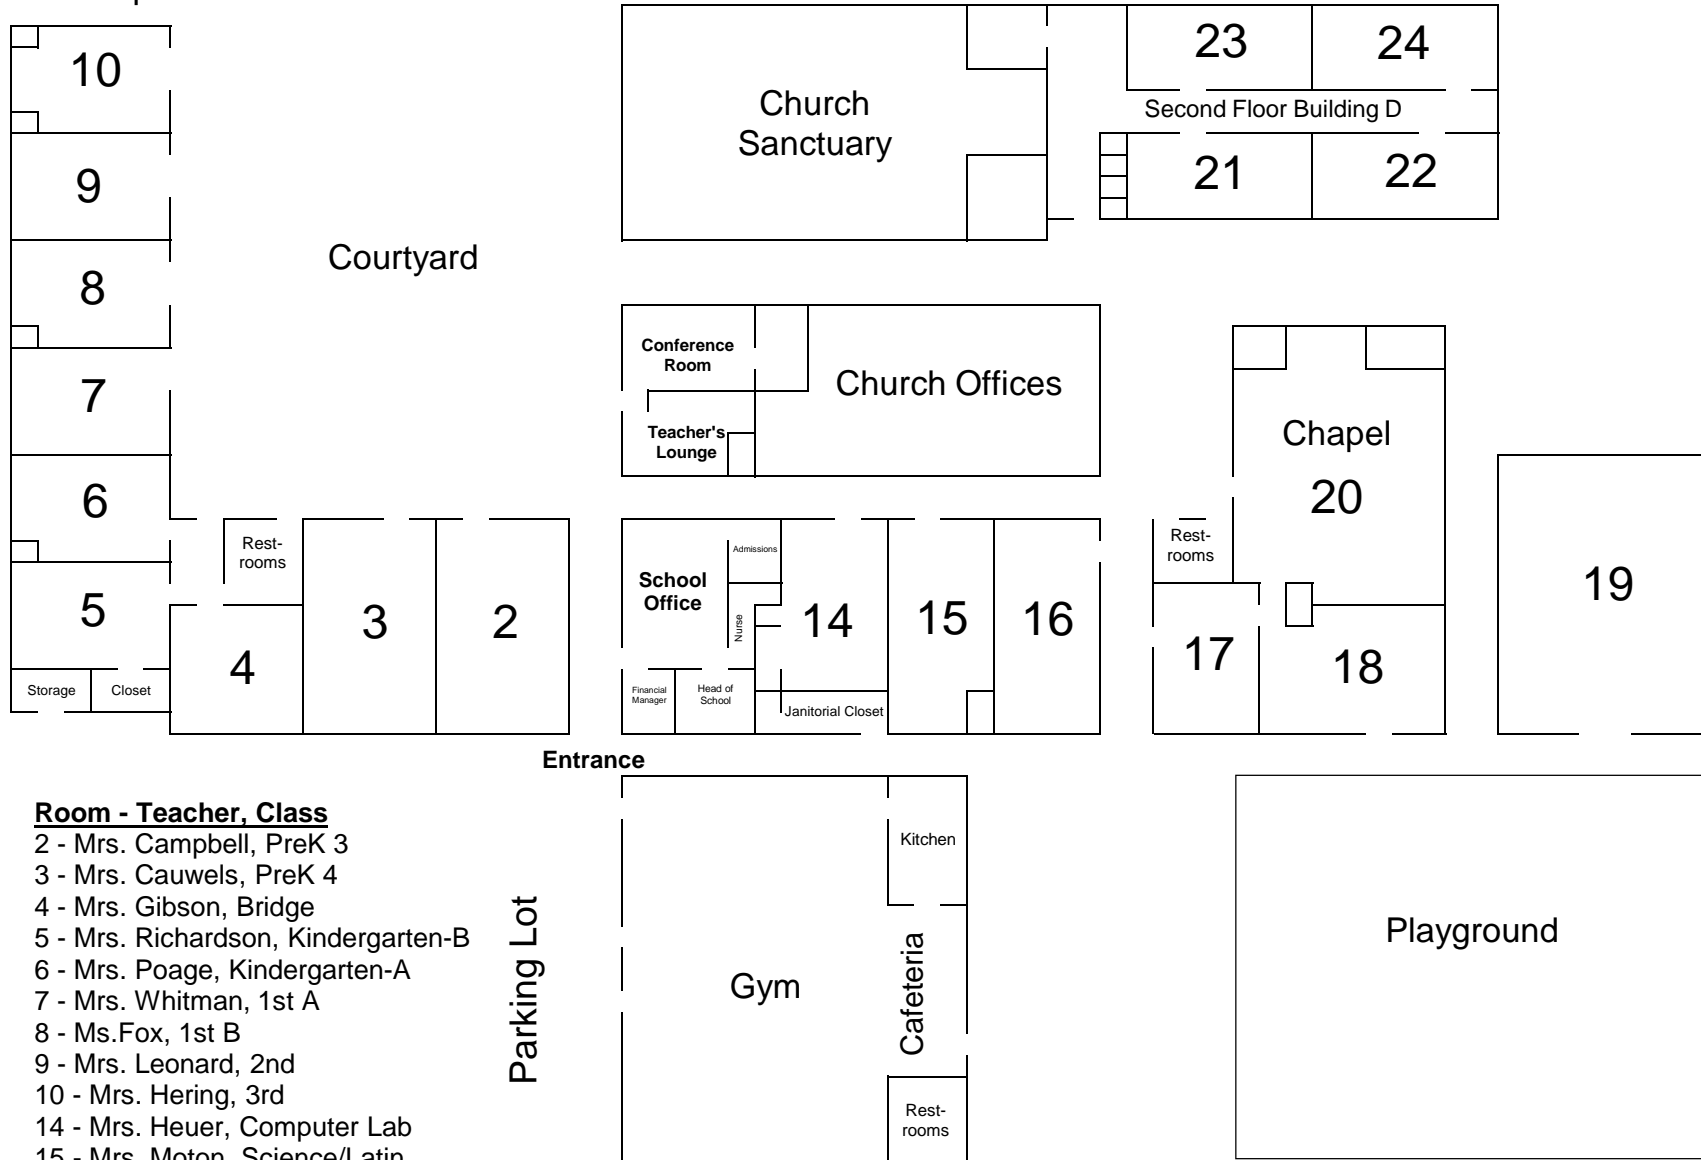 10
9
8
7
6
5
Storage
Closet
4
Rest-
rooms
3
2
Courtyard
Church
Sanctuary
23
24
Second Floor Building D
21
22
Conference
Room
Teacher's
Lounge
Church Offices
School
Office
Admissions
Nurse
Financial
Manager
Head of
School
14
Janitorial Closet
15
16
Rest-
rooms
17
Chapel
20
18
19
Entrance
Room - Teacher, Class
2 - Mrs. Campbell, PreK 3
3 - Mrs. Cauwels, PreK 4
4 - Mrs. Gibson, Bridge
5 - Mrs. Richardson, Kindergarten-B
6 - Mrs. Poage, Kindergarten-A
7 - Mrs. Whitman, 1st A
8 - Ms.Fox, 1st B
9 - Mrs. Leonard, 2nd
10 - Mrs. Hering, 3rd
14 - Mrs. Heuer, Computer Lab
15 - Mrs. Moton, Science/Latin
Parking Lot
Gym
Kitchen
Cafeteria
Rest-
rooms
Playground